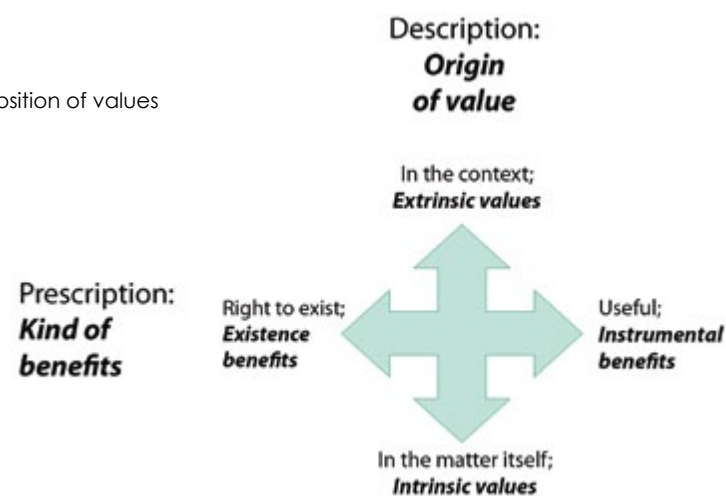 Description:
Origin
of value
osition of values
In the context;
Extrinsic values
Prescription:
Kind of
benefits
Right to exist;
Existence
benefits
Useful;
Instrumental
benefits
In the matter itself;
Intrinsic values